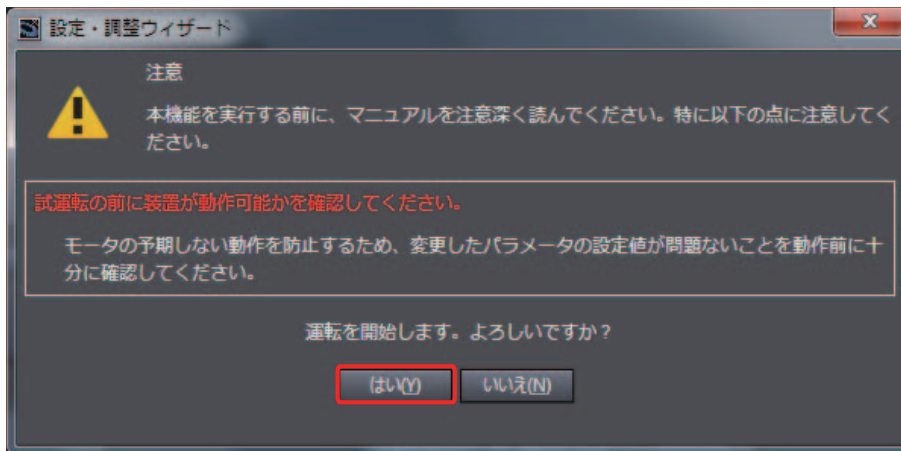 設定・調整ウィザード
注意
本機能を実行する前に、マニュアルを注意深く読んでください。特に以下の点に注意してく
ださい。
試運転の前に装置が動作可能かを確認してください。
モータの予期しない動作を防止するため、変更したパラメータの設定値が問題ないことを動作前に十
分に確認してください。
運転を開始します。よろしいですか？
はい(Y) いいえ(N)